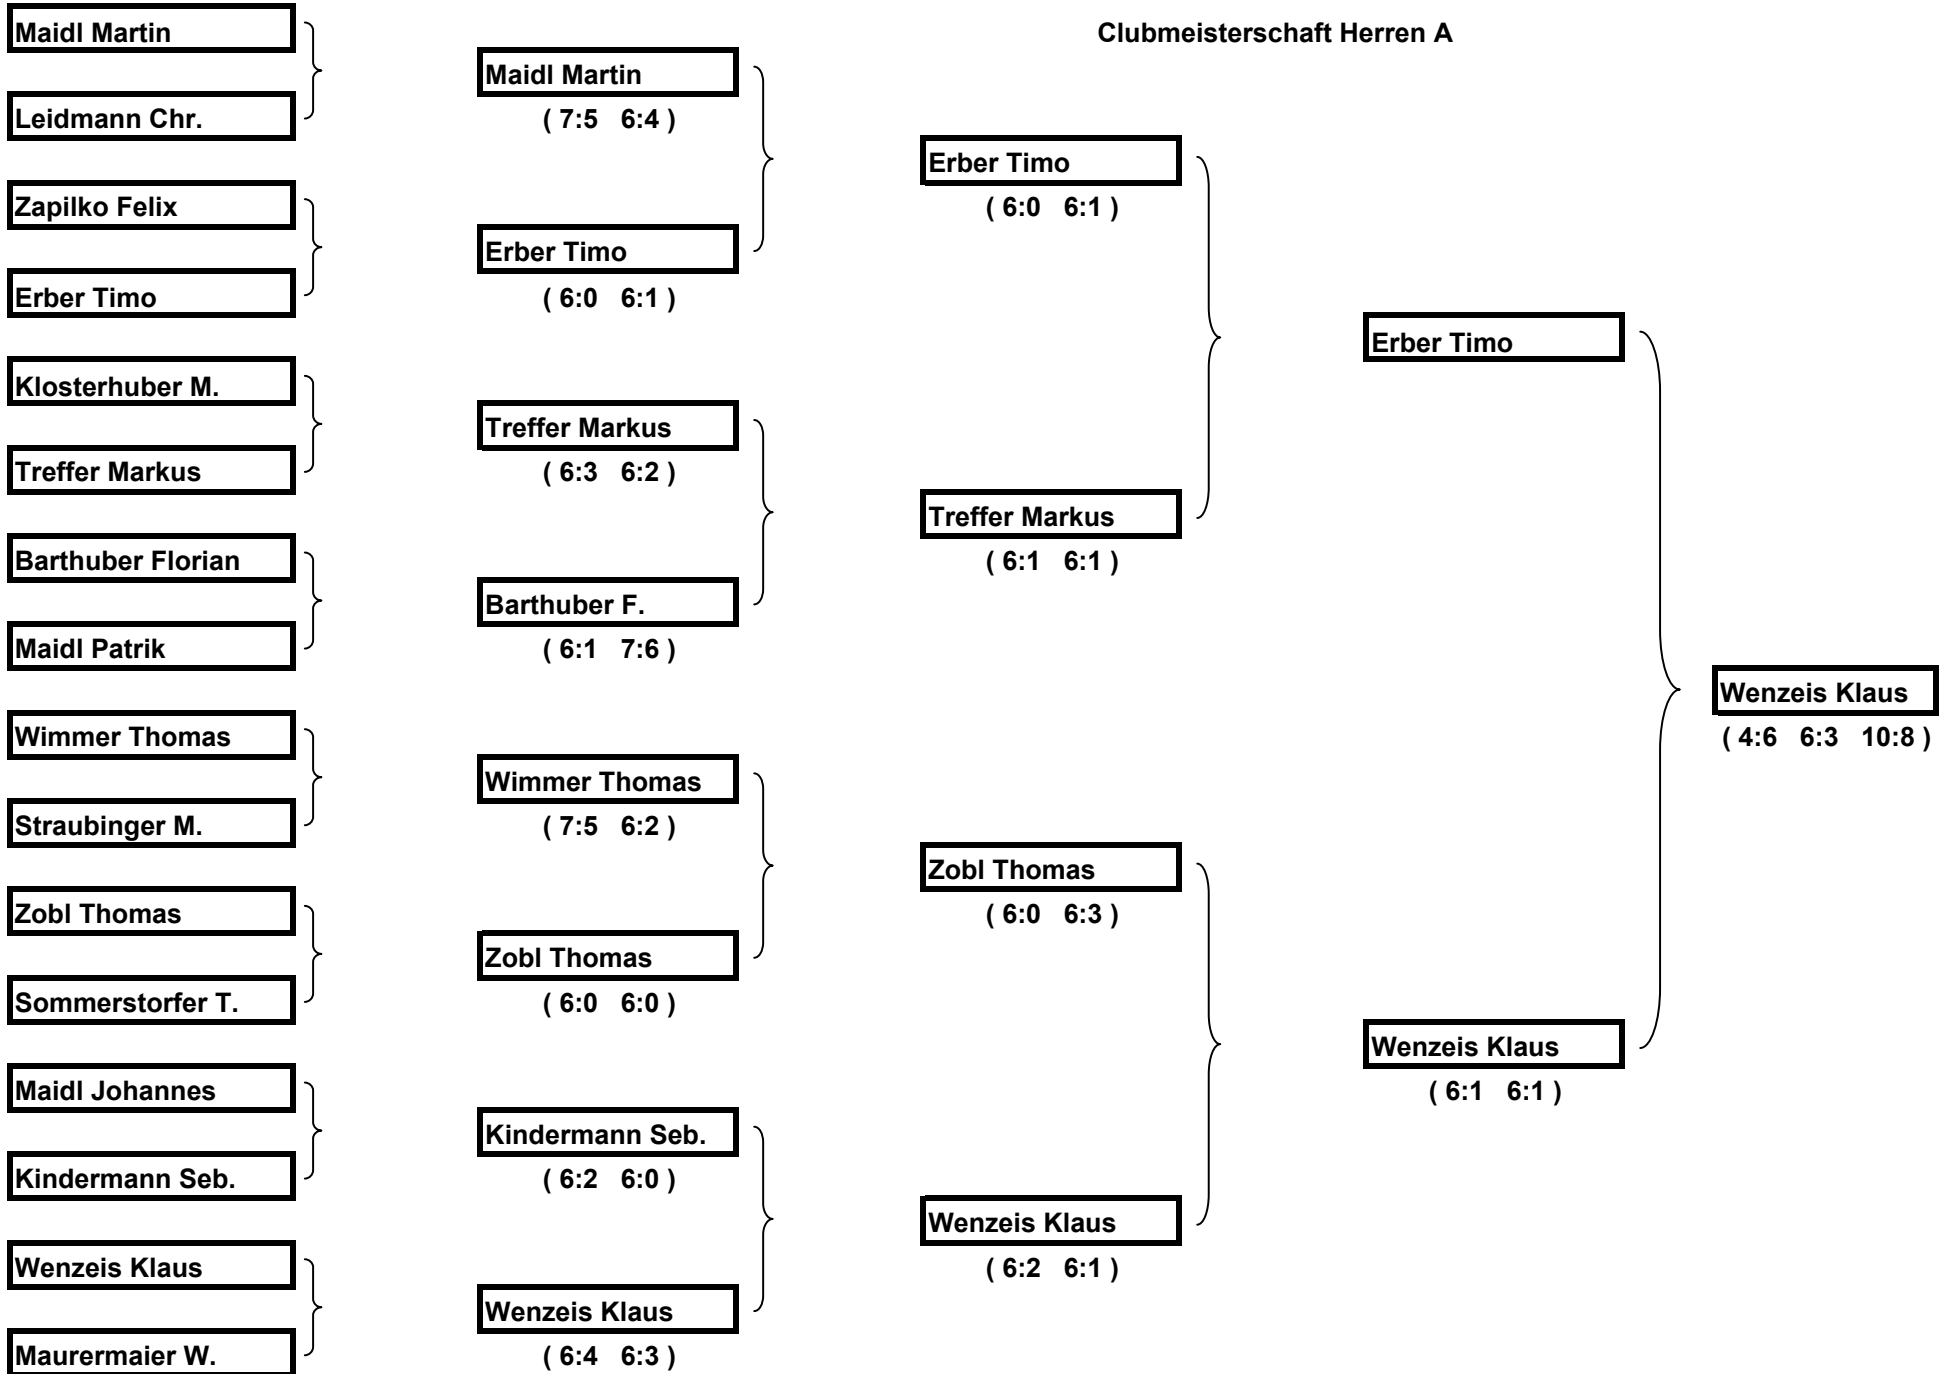 Clubmeisterschaft Herren A
Maidl Martin
Leidmann Chr.
Zapilko Felix
Erber Timo
Klosterhuber M.
Treffer Markus
Barthuber Florian
Maidl Patrik
Wimmer Thomas
Straubinger M.
Zobl Thomas
Sommerstorfer T.
Maidl Johannes
Kindermann Seb.
Wenzeis Klaus
Maurermaier W.
Maidl Martin
( 7:5 6:4 )
Erber Timo
( 6:0 6:1 )
Treffer Markus
( 6:3 6:2 )
Barthuber F.
( 6:1 7:6 )
Wimmer Thomas
( 7:5 6:2 )
Zobl Thomas
( 6:0 6:0 )
Kindermann Seb.
( 6:2 6:0 )
Wenzeis Klaus
( 6:4 6:3 )
Erber Timo
( 6:0 6:1 )
Treffer Markus
( 6:1 6:1 )
Zobl Thomas
( 6:0 6:3 )
Wenzeis Klaus
( 6:2 6:1 )
Erber Timo
Wenzeis Klaus
( 6:1 6:1 )
Wenzeis Klaus
( 4:6 6:3 10:8 )